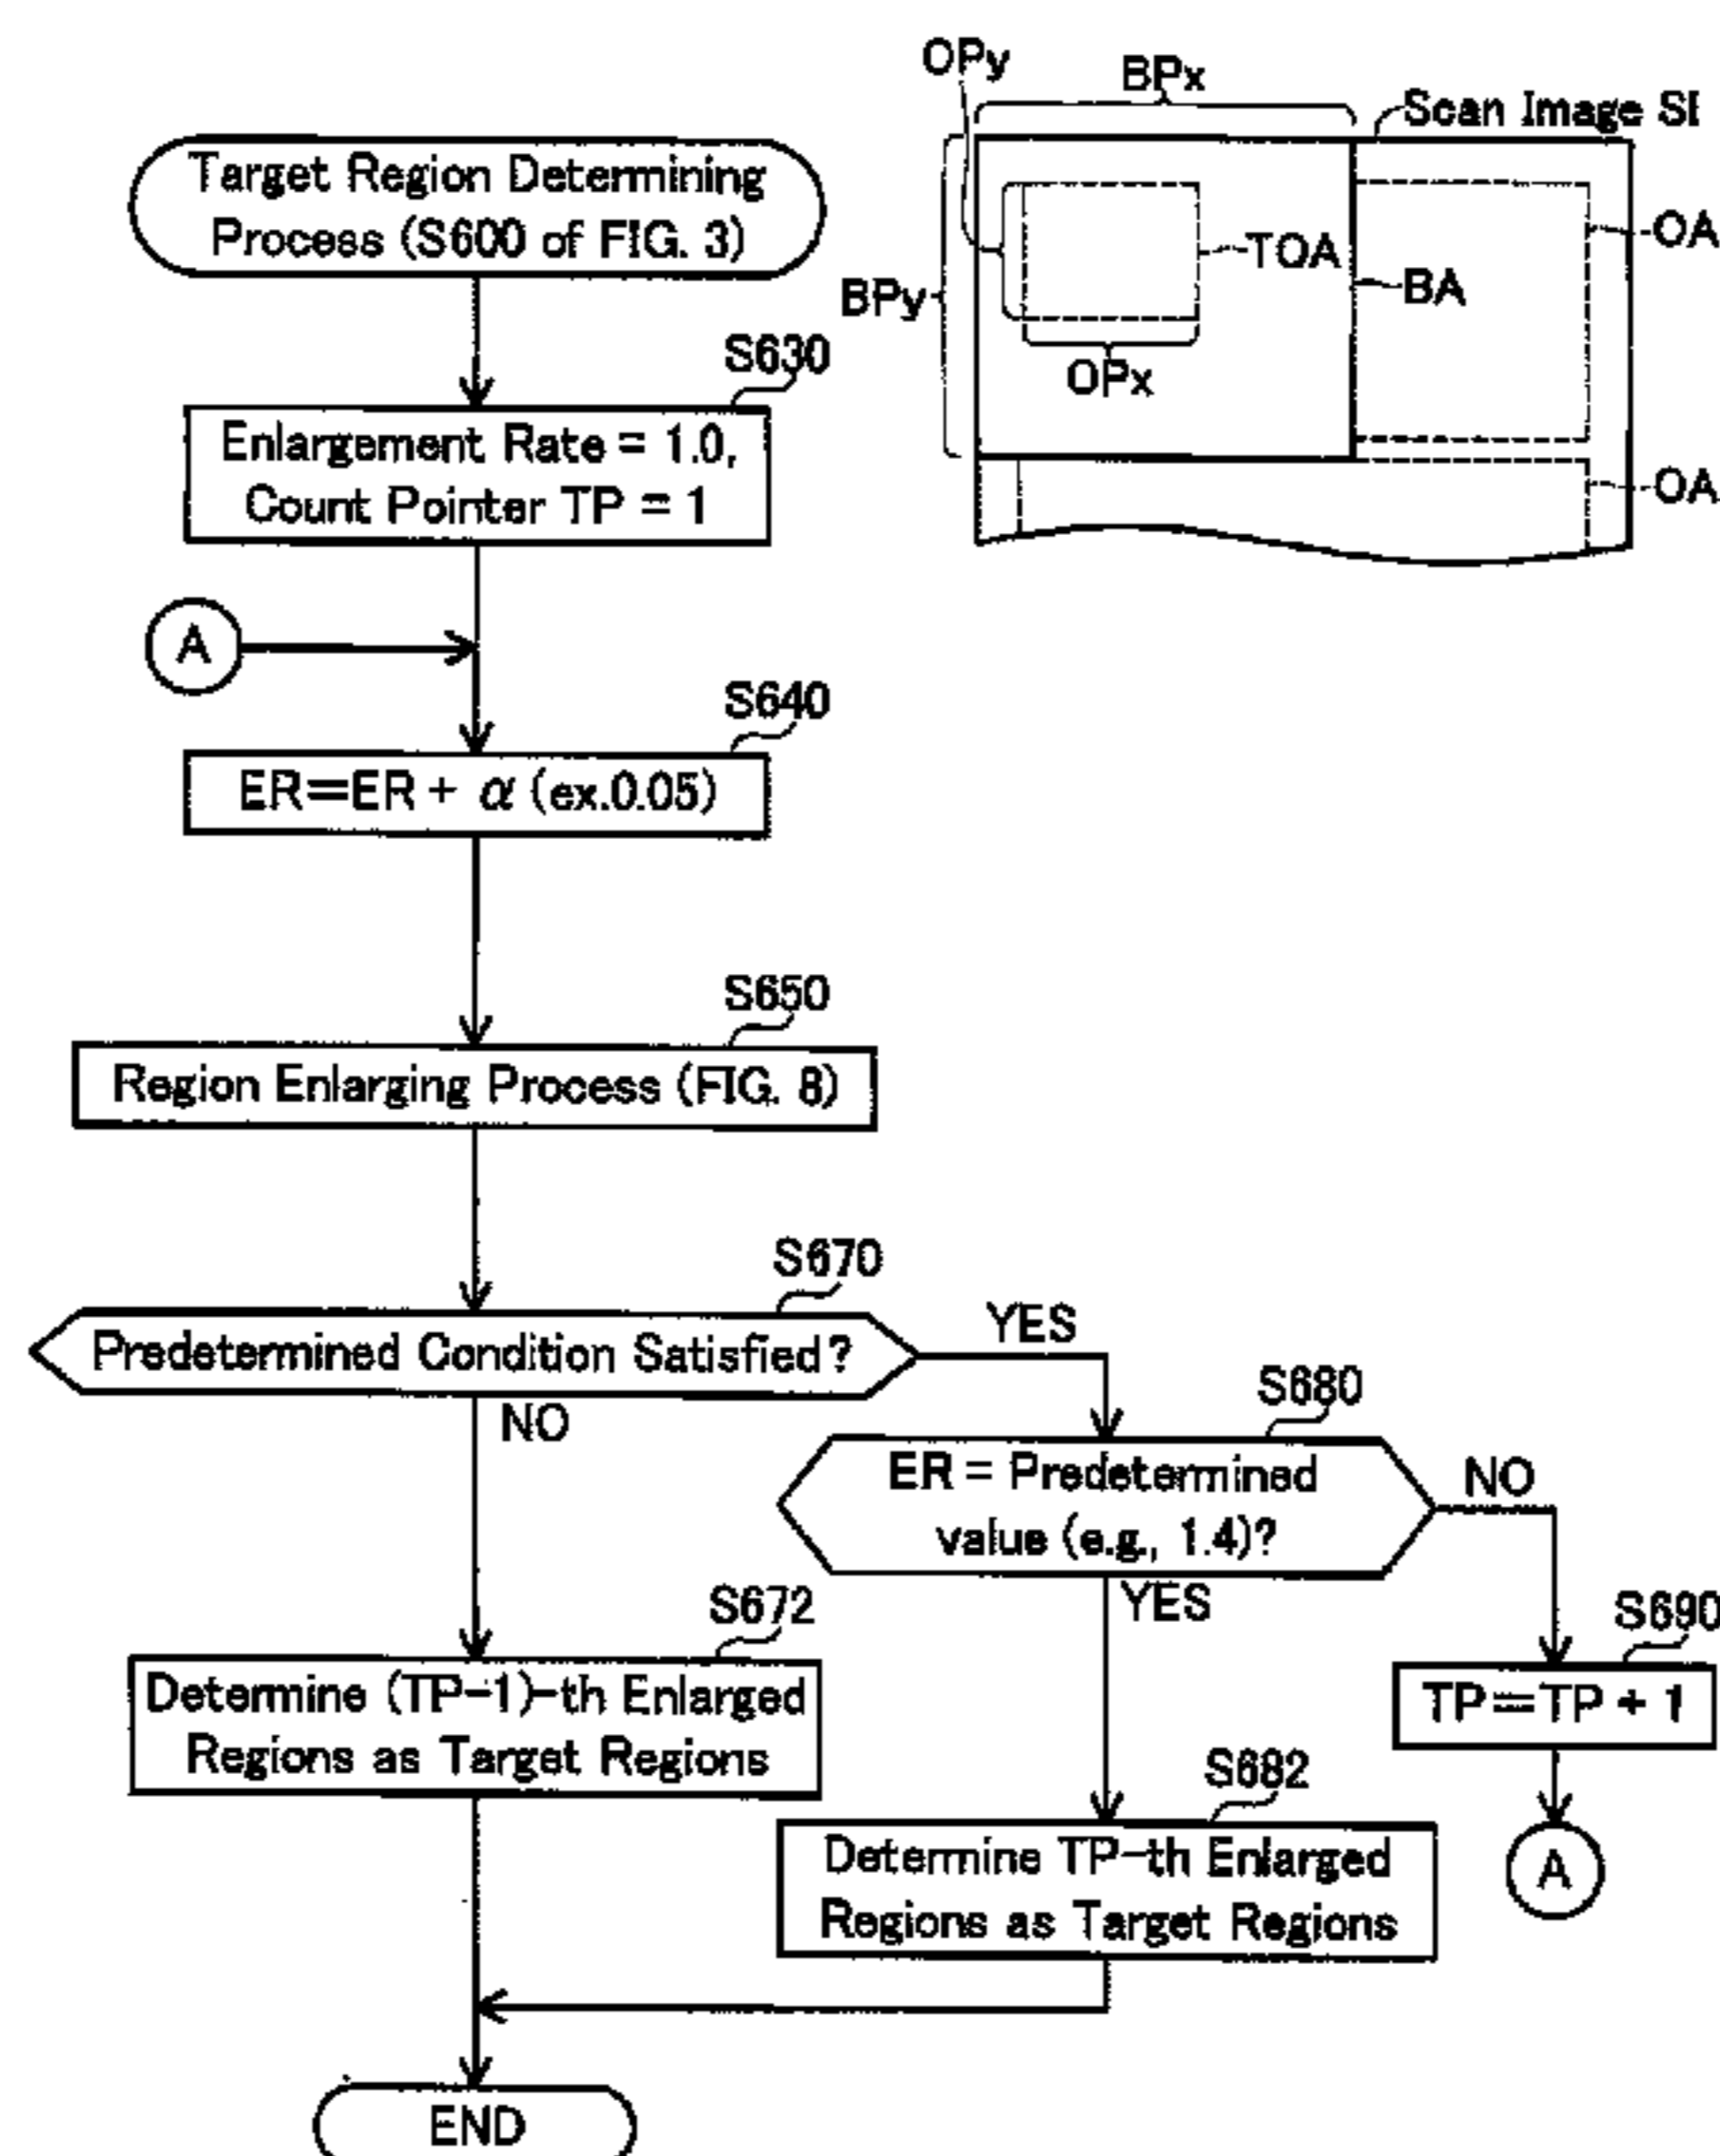 Target Region Determining
Process (S600 of FIG. 3)
S630
Enlargement Rate = 1.0,
Count Pointer TP = 1
A
S640
ER=ER + α (ex.0.05)
S650
Region Enlarging Process (FIG. 8)
S670
Predetermined Condition Satisfied?
YES
NO
S680
ER = Predetermined
value (e.g., 1.4)?
NO
YES
S672
Determine (TP-1)-th Enlarged
Regions as Target Regions
S690
TP=TP + 1
A
S682
Determine TP-th Enlarged
Regions as Target Regions
END
OPy
BPx
Scan Image SI
OA
TOA
BA
BPy
OPx
OA